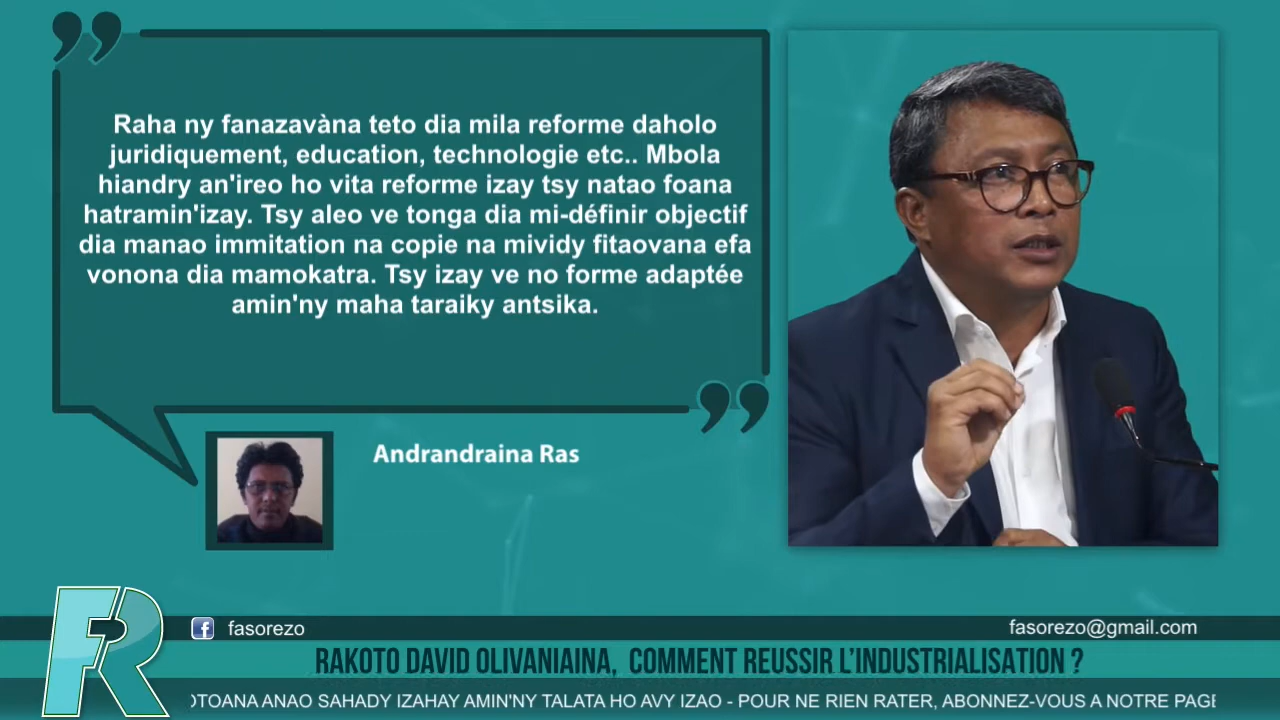 Raha ny fanazavàna teto dia mila reforme daholo
juridiquement, education, technologie etc.. Mbola
hiandry an'ireo ho vita reforme izay tsy natao foana
hatramin'izay. Tsy aleo ve tonga dia mi-définir objectif
dia manao immitation na copie na mividy fitaovana efa
vonona dia mamokatra. Tsy izay ve no forme adaptée
amin'ny maha taraiky antsika.
Andrandraina Ras
FR
fasorezo
fasorezo@gmail.com
RAKOTO DAVID OLIVANIAINA, COMMENT REUSSIR L'INDUSTRIALISATION ?
OTOANA ANAO SAHADY IZAHAY AMIN'NY TALATA HO AVY IZAO - POUR NE RIEN RATER, ABONNEZ-VOUS A NOTRE PAGE